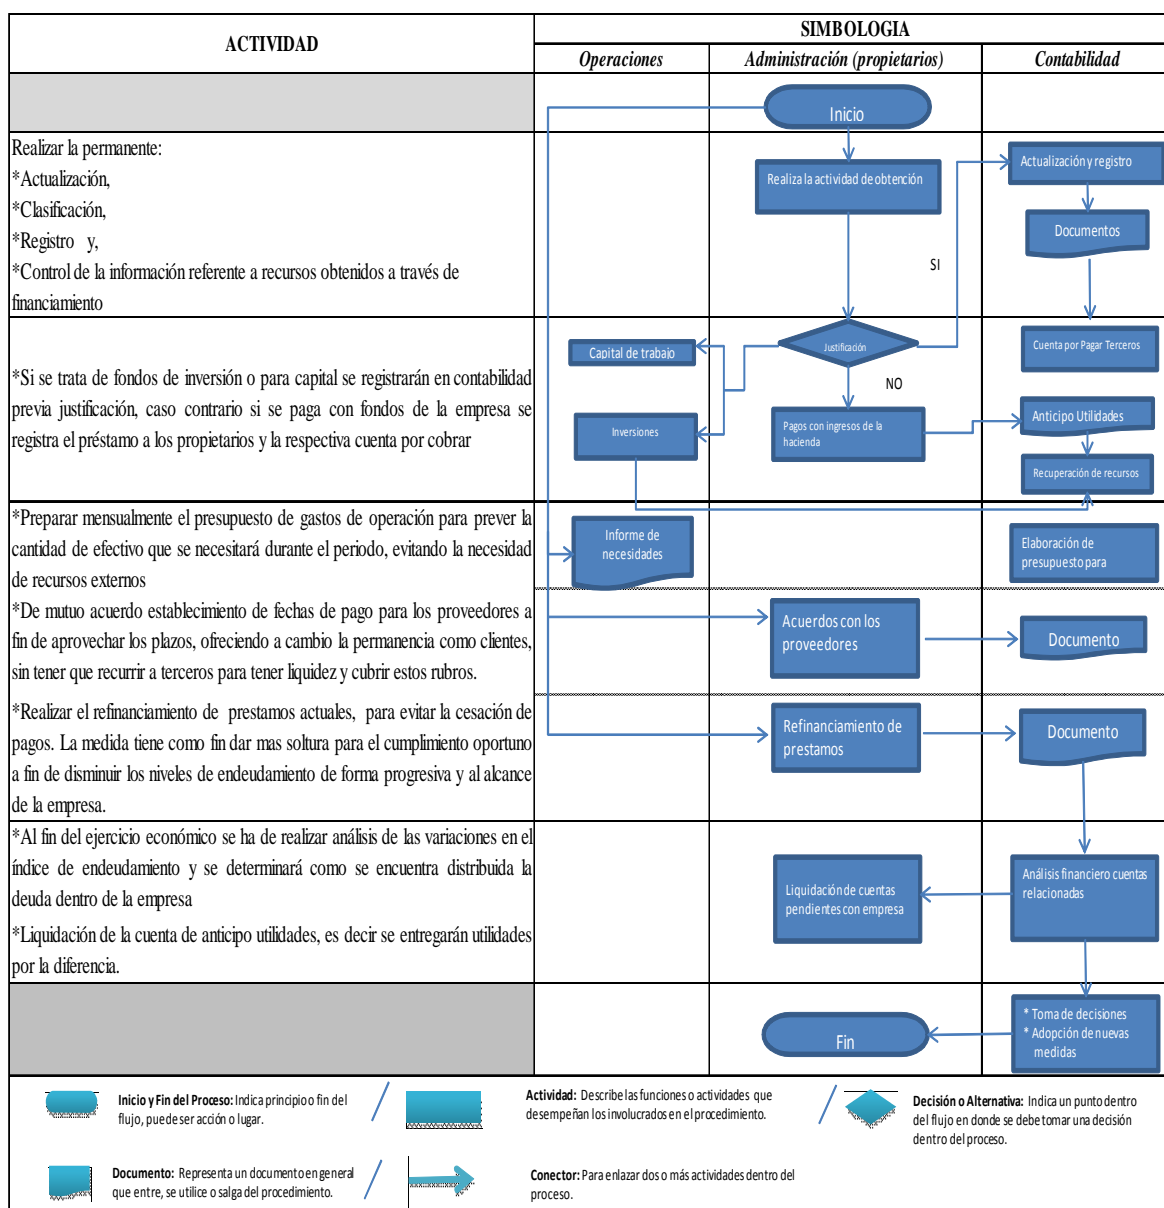 ACTIVIDAD
SIMBOLOGIA
Operaciones
Administración (propietarios)
Contabilidad
Inicio
Realizar la permanente:
*Actualización,
*Clasificación,
*Registro y,
*Control de la información referente a recursos obtenidos a través de
financiamiento
Realiza la actividad de obtención
Actualización y registro
Documentos
SI
*Si se trata de fondos de inversión o para capital se registrarán en contabilidad
previa justificación, caso contrario si se paga con fondos de la empresa se
registra el préstamo a los propietarios y la respectiva cuenta por cobrar
Capital de trabajo
Justificación
Cuenta por Pagar Terceros
NO
Inversiones
Pagos con ingresos de la
hacienda
Anticipo Utilidades
Recuperación de recursos
*Preparar mensualmente el presupuesto de gastos de operación para prever la
cantidad de efectivo que se necesitará durante el periodo, evitando la necesidad
de recursos externos
Informe de
necesidades
Elaboración de
presupuesto para
*De mutuo acuerdo establecimiento de fechas de pago para los proveedores a
fin de aprovechar los plazos, ofreciendo a cambio la permanencia como clientes,
sin tener que recurrir a terceros para tener liquidez y cubrir estos rubros.
Acuerdos con los
proveedores
Documento
*Realizar el refinanciamiento de prestamos actuales, para evitar la cesación de
pagos. La medida tiene como fin dar mas soltura para el cumplimiento oportuno
a fin de disminuir los niveles de endeudamiento de forma progresiva y al alcance
de la empresa.
Refinanciamiento de
prestamos
Documento
*Al fin del ejercicio económico se ha de realizar análisis de las variaciones en el
índice de endeudamiento y se determinará como se encuentra distribuida la
deuda dentro de la empresa
*Liquidación de la cuenta de anticipo utilidades, es decir se entregarán utilidades
por la diferencia.
Liquidación de cuentas
pendientes con empresa
Análisis financiero cuentas
relacionadas
Fin
* Toma de decisiones
* Adopción de nuevas
medidas
Inicio y Fin del Proceso: Indica principio o fin del
flujo, puede ser acción o lugar.
Actividad: Describe las funciones o actividades que
desempeñan los involucrados en el procedimiento.
Decisión o Alternativa: Indica un punto dentro
del flujo en donde se debe tomar una decisión
dentro del proceso.
Documento: Representa un documento en general
que entre, se utilice o salga del procedimiento.
Conector: Para enlazar dos o más actividades dentro del
proceso.